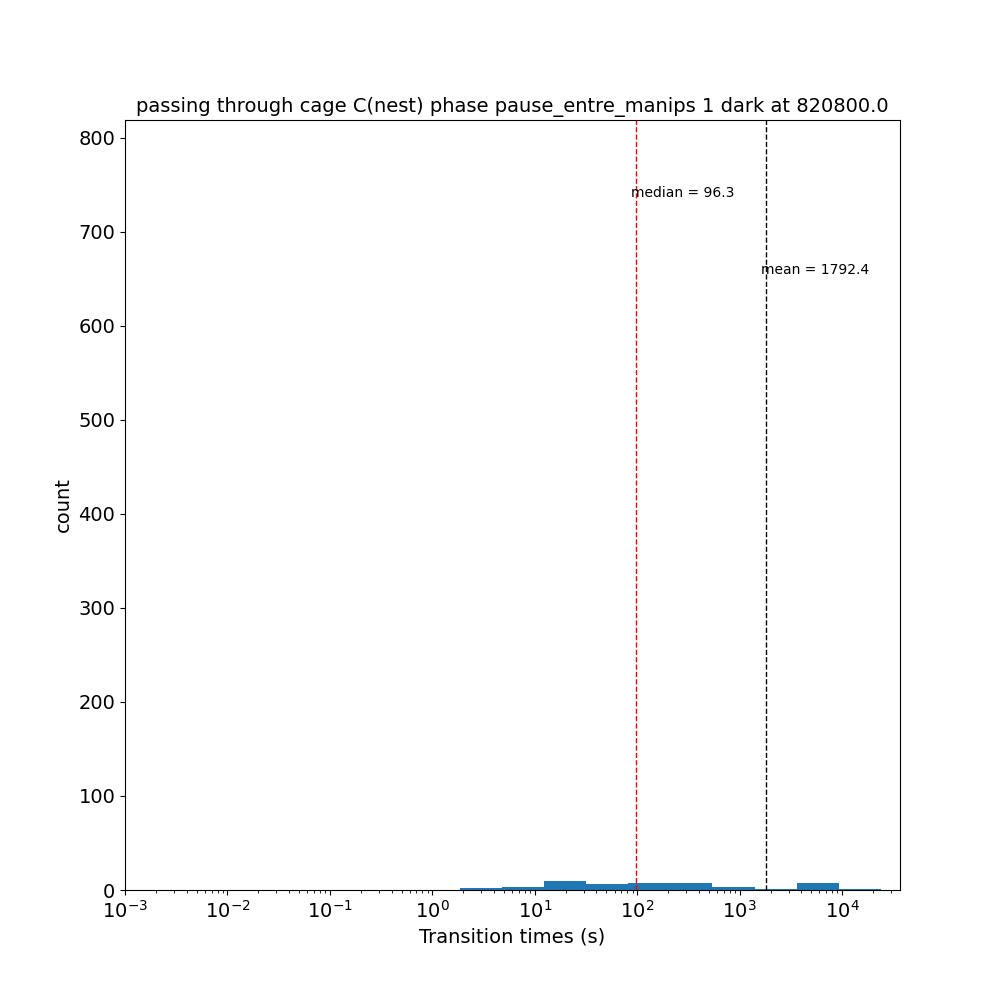 passing through cage C(nest) phase pause_entre_manips 1 dark at 820800.0
800
700
600
500
400
300
200
100
0
count
median = 96.3
mean = 1792.4
10⁻³ 10⁻² 10⁻¹ 10⁰ 10¹ 10² 10³ 10⁴
Transition times (s)